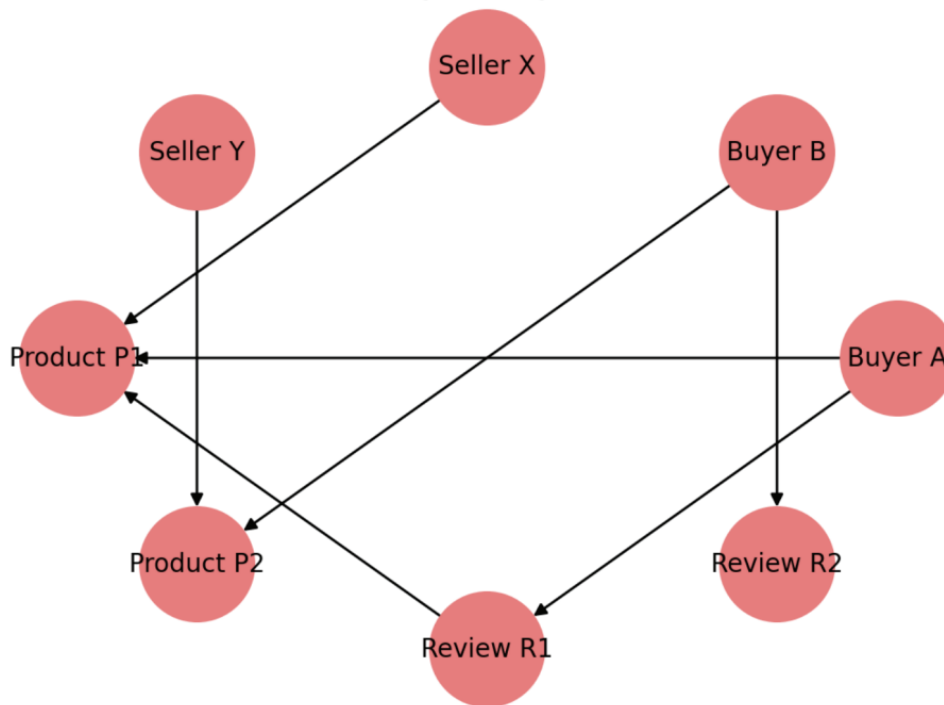 Seller X
Seller Y
Buyer B
Product P1
Buyer A
Product P2
Review R2
Review R1